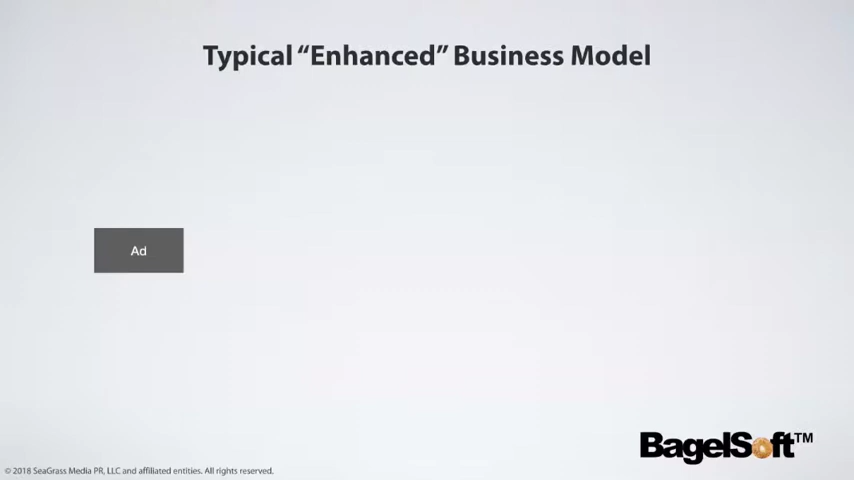 Typical “Enhanced” Business Model
Ad
BagelSoft™
© 2018 SeaGrass Media PR, LLC and affiliated entities. All rights reserved.